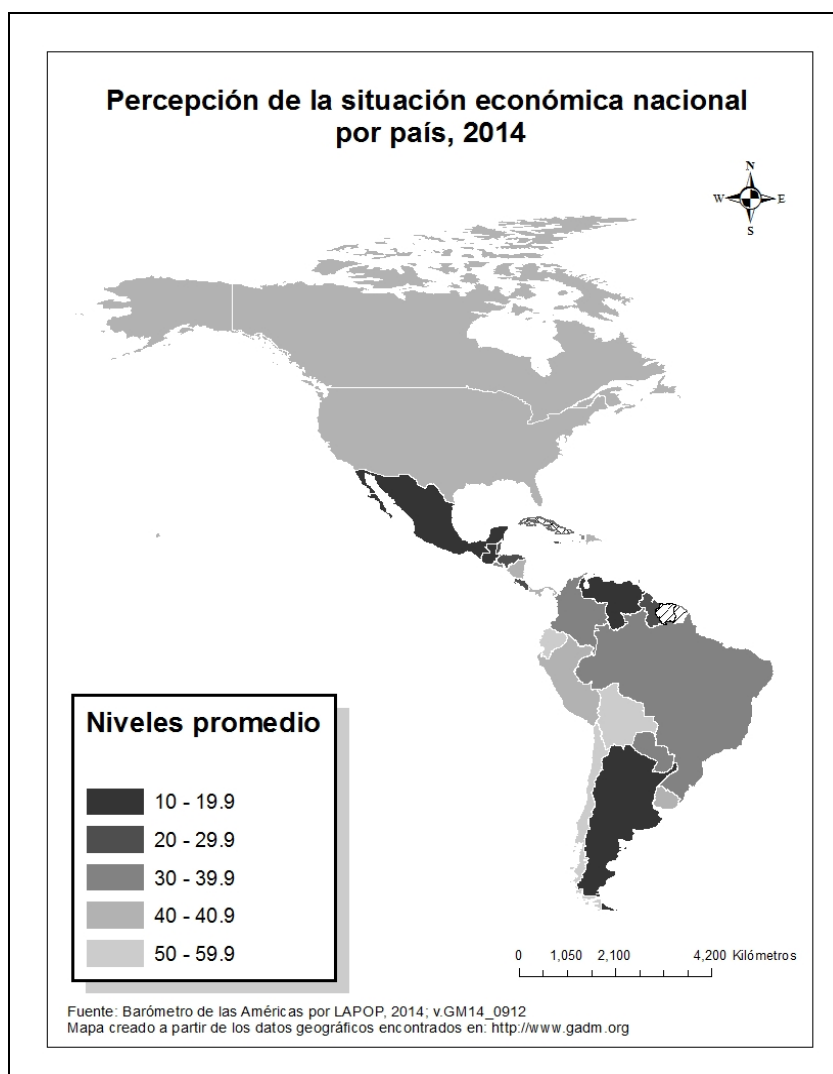 Percepción de la situación económica nacional
por país, 2014
N
W E
S
Niveles promedio
10 - 19.9
20 - 29.9
30 - 39.9
40 - 40.9
50 - 59.9
0 1,050 2,100 4,200 Kilómetros
Fuente: Barómetro de las Américas por LAPOP, 2014; v.GM14_0912
Mapa creado a partir de los datos geográficos encontrados en: http://www.gadm.org